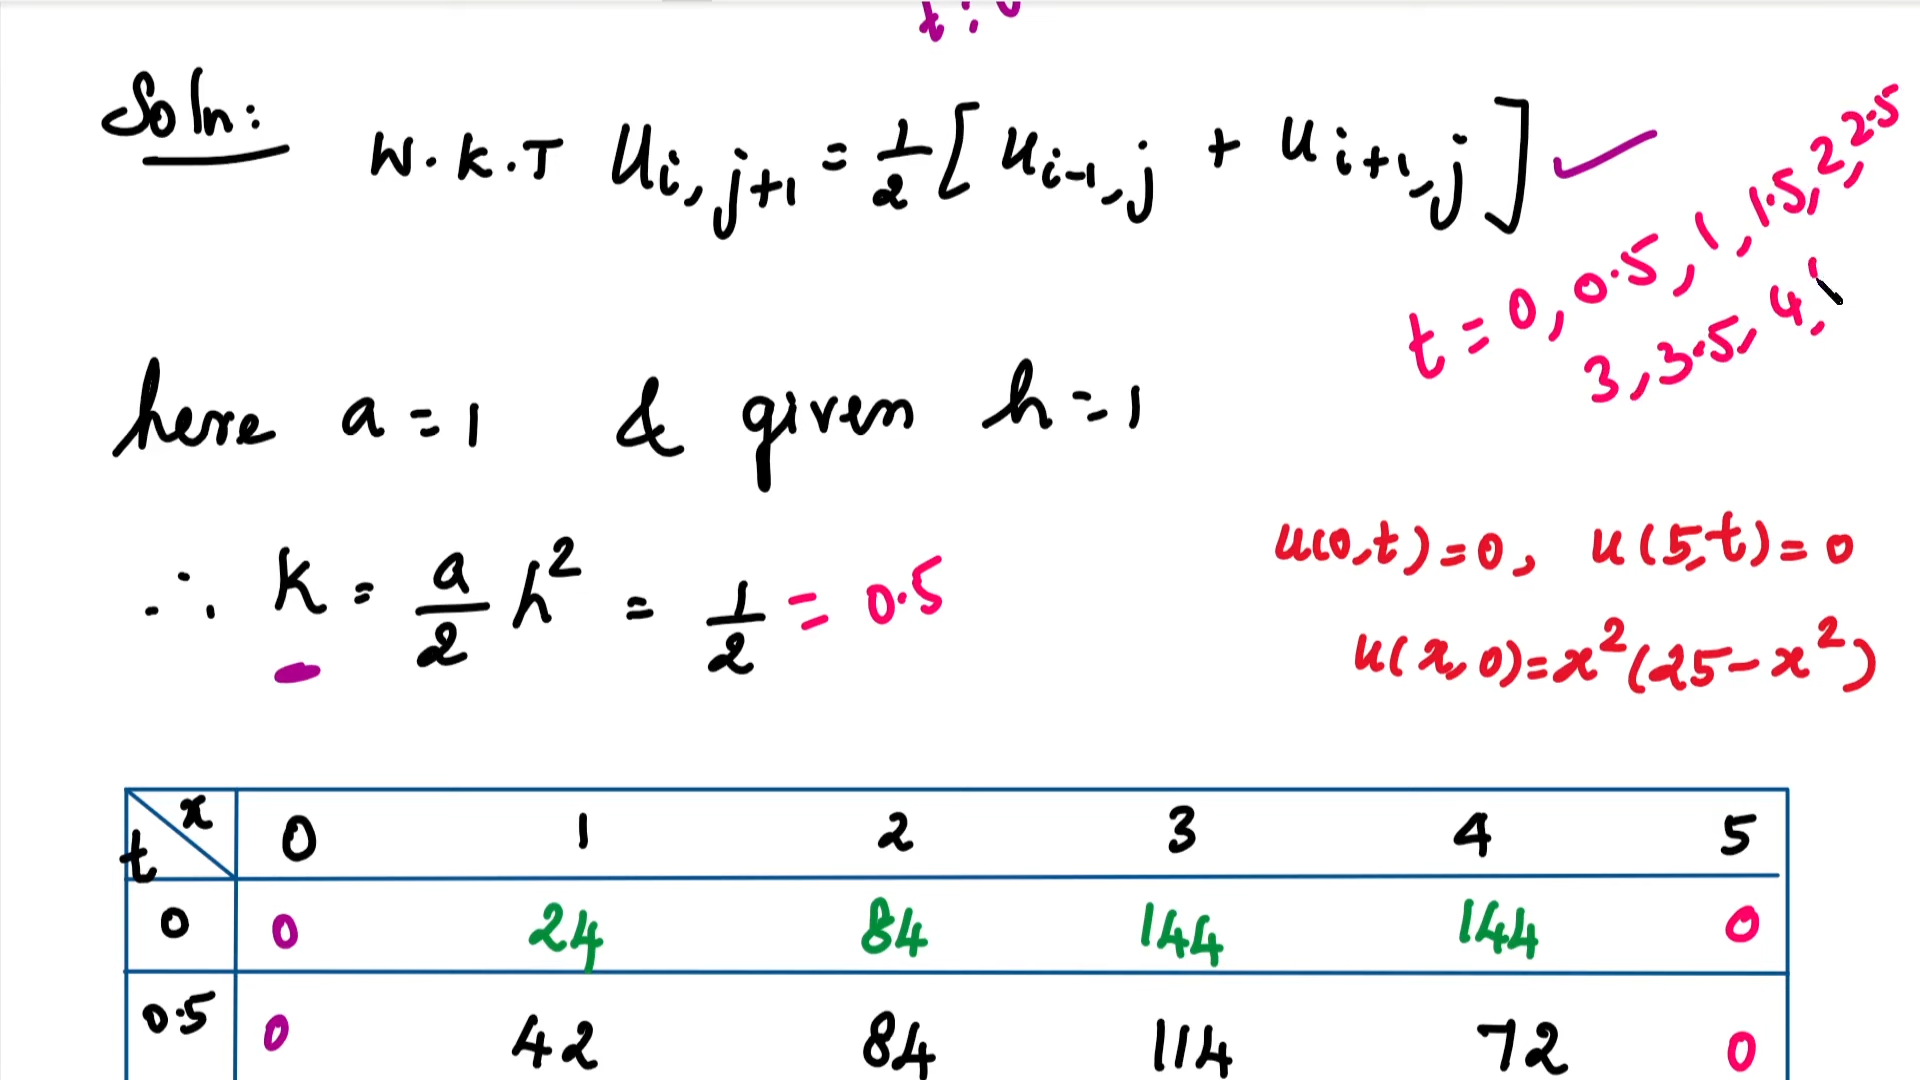 Soln:
W.K.T u_{i,j+1} = 1/2 [ u_{i-1,j} + u_{i+1,j} ]
t = 0, 0.5, 1, 1.5, 2, 2.5
3, 3.5, 4,
here a = 1 & given h = 1
∴ k = a/2 h² = 1/2 = 0.5
u(0,t) = 0, u(5,t) = 0
u(x,0) = x²(25 - x²)
t x 0 1 2 3 4 5
0 0 24 84 144 144 0
0.5 0 42 84 114 72 0